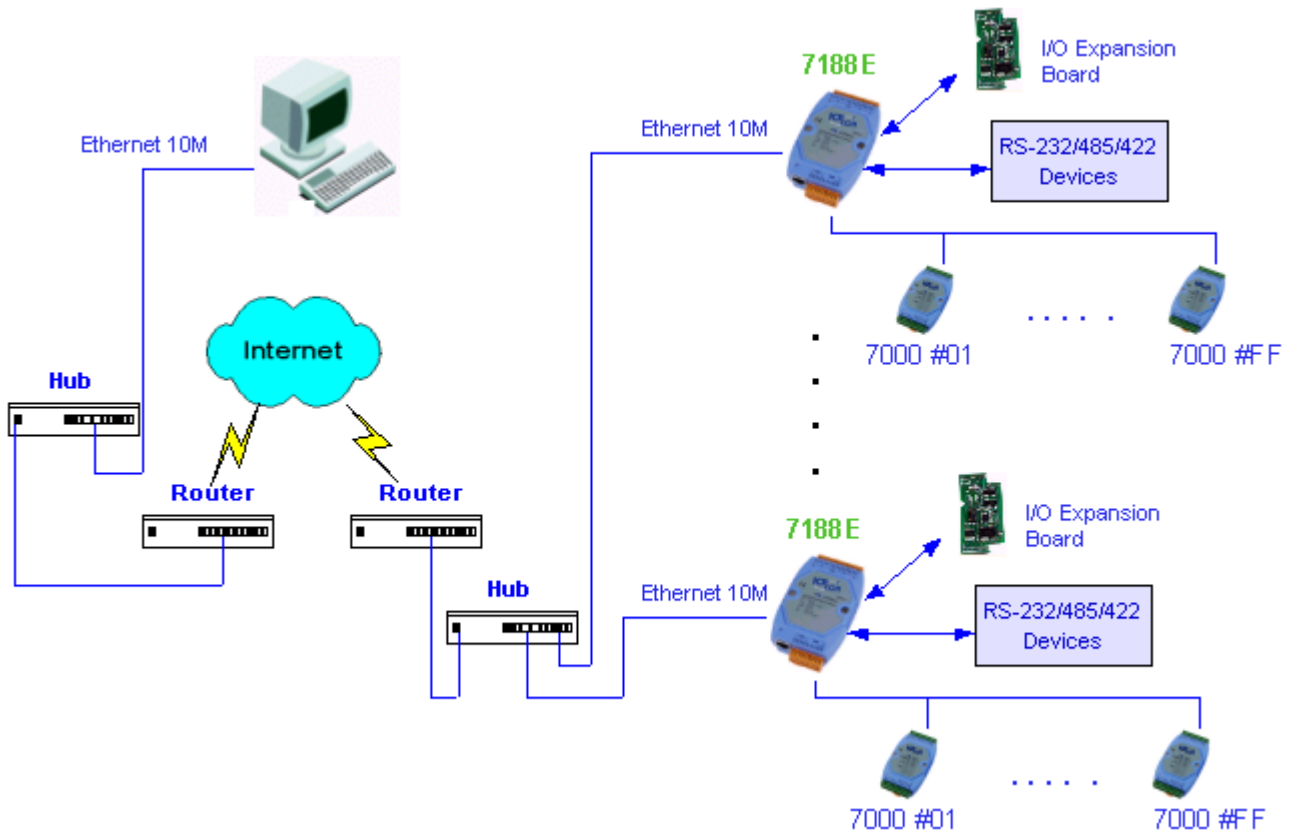 7188E
I/O Expansion
Board
Ethernet 10M
Ethernet 10M
RS-232/485/422
Devices
Internet
7000 #01
. . . . .
7000 #FF
Hub
Router
Router
7188E
I/O Expansion
Board
Hub
Ethernet 10M
RS-232/485/422
Devices
. . . . .
7000 #01
7000 #FF